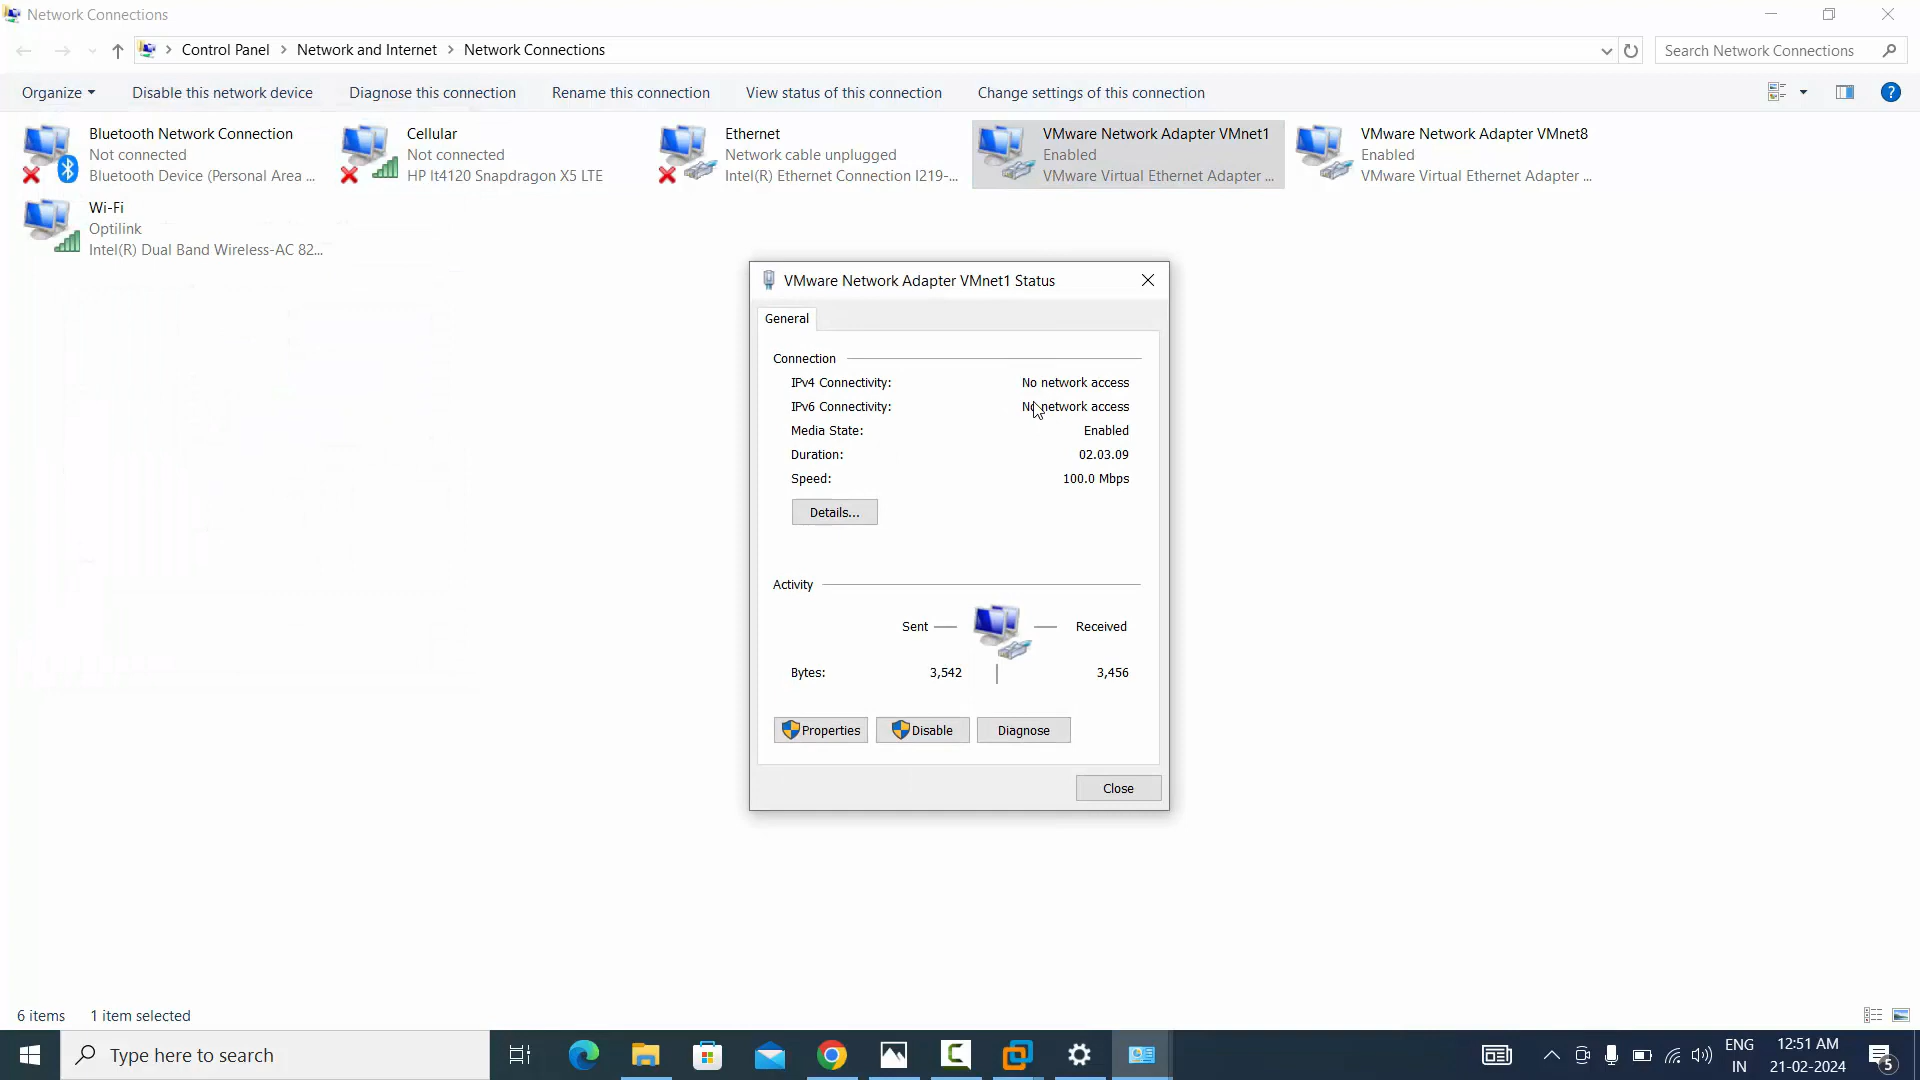 Network Connections
Control Panel
Network and Internet
Network Connections
Search Network Connections
Organize
Disable this network device
Diagnose this connection
Rename this connection
View status of this connection
Change settings of this connection
Bluetooth Network Connection
Not connected
Bluetooth Device (Personal Area ...
Cellular
Not connected
HP lt4120 Snapdragon X5 LTE
Ethernet
Network cable unplugged
Intel(R) Ethernet Connection I219-...
VMware Network Adapter VMnet1
Enabled
VMware Virtual Ethernet Adapter ...
VMware Network Adapter VMnet8
Enabled
VMware Virtual Ethernet Adapter ...
Wi-Fi
Optilink
Intel(R) Dual Band Wireless-AC 82...
VMware Network Adapter VMnet1 Status
General
Connection
IPv4 Connectivity: No network access
IPv6 Connectivity: No network access
Media State: Enabled
Duration: 02.03.09
Speed: 100.0 Mbps
Details...
Activity
Sent
Received
Bytes: 3,542 3,456
Properties
Disable
Diagnose
Close
6 items
1 item selected
Type here to search
ENG
IN
12:51 AM
21-02-2024
5